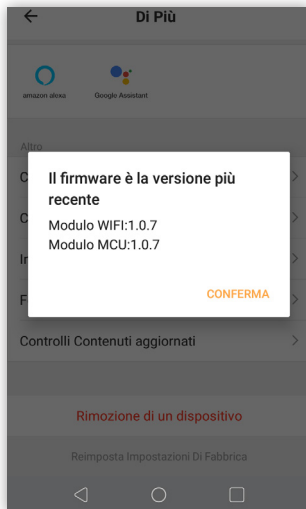 Di Più
amazon alexa Google Assistant
Altro
Il firmware è la versione più
recente
Modulo WIFI:1.0.7
Modulo MCU:1.0.7
CONFERMA
Controlli Contenuti aggiornati
Rimozione di un dispositivo
Reimposta Impostazioni Di Fabbrica